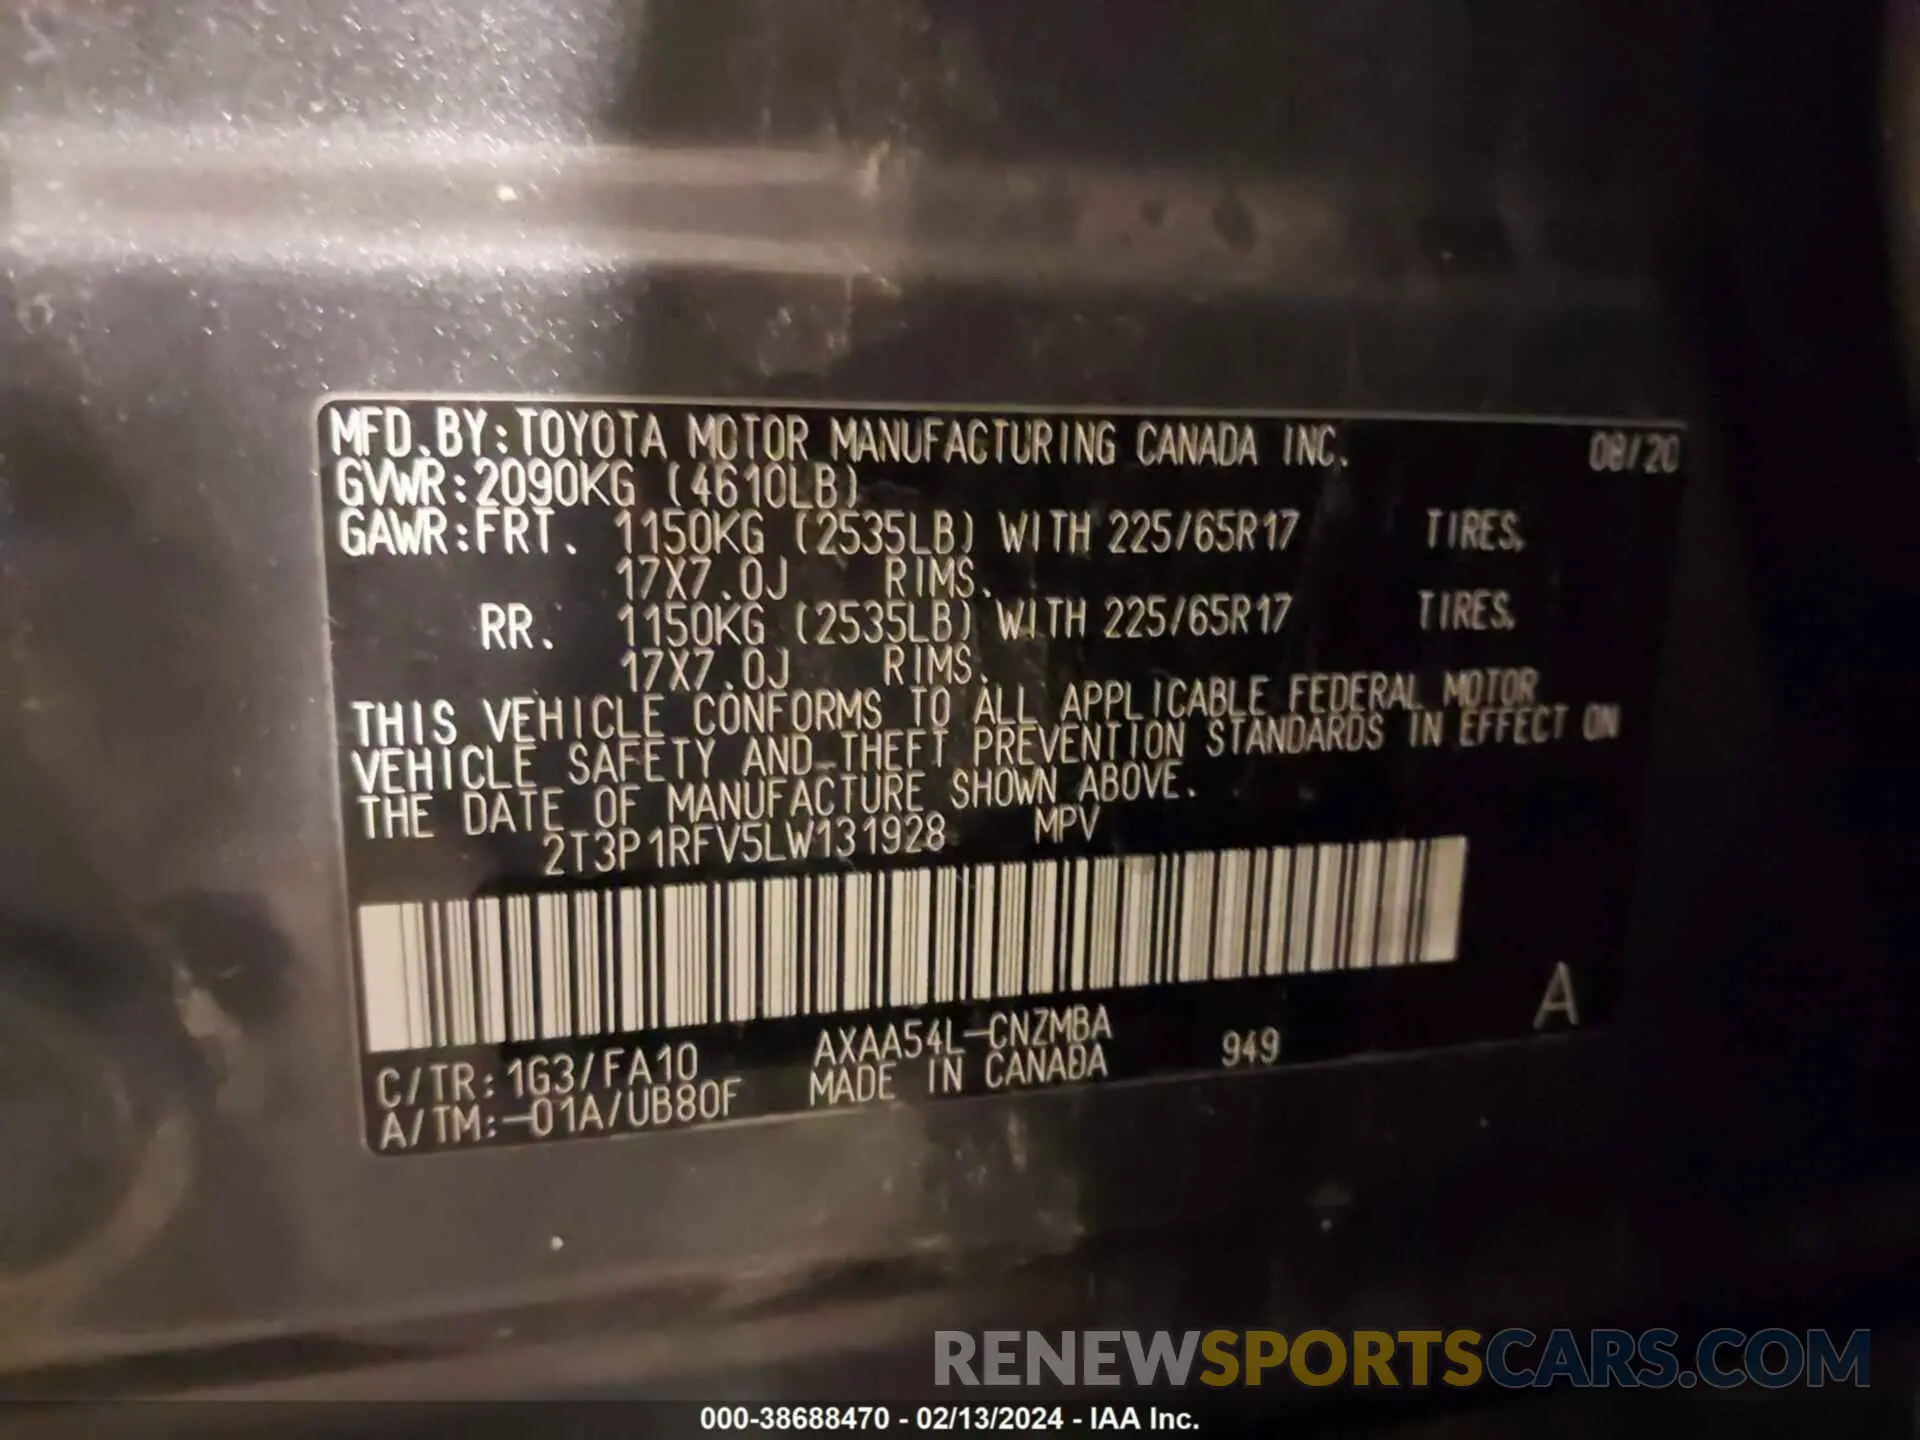 MFD.BY:TOYOTA MOTOR MANUFACTURING CANADA INC. 08/20
GVWR:2090KG (4610LB)
GAWR:FRT. 1150KG (2535LB) WITH 225/65R17 TIRES,
17X7.0J RIMS.
RR. 1150KG (2535LB) WITH 225/65R17 TIRES,
17X7.0J RIMS.
THIS VEHICLE CONFORMS TO ALL APPLICABLE FEDERAL MOTOR
VEHICLE SAFETY AND THEFT PREVENTION STANDARDS IN EFFECT ON
THE DATE OF MANUFACTURE SHOWN ABOVE.
2T3P1RFV5LW131928 MPV
A
C/TR:1G3/FA10 AXAA54L-CNZMBA 949
A/TM:-01A/UB80F MADE IN CANADA
RENEWSPORTSCARS.COM
000-38688470 - 02/13/2024 - IAA Inc.